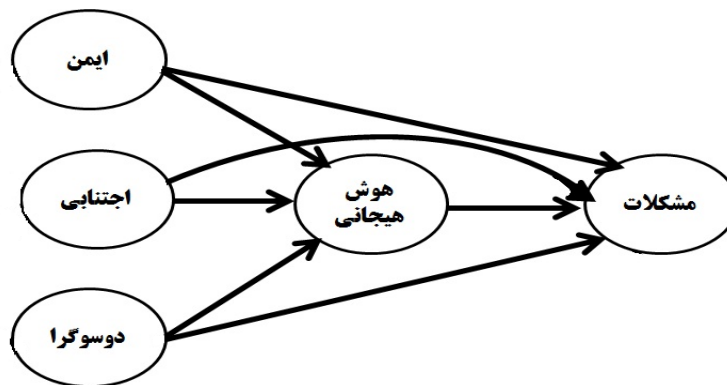 ایمن
اجتنابی
هوش
هیجانی
مشکلات
دوسوگرا